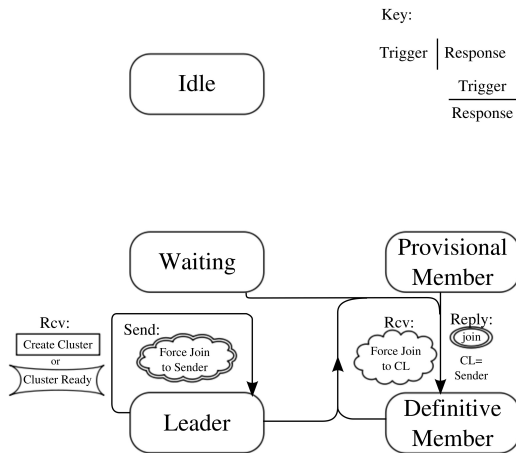 Key:
Trigger Response
Trigger
Response
Idle
Waiting
Provisional
Member
Rcv:
Create Cluster
or
Cluster Ready
Send:
Force Join
to Sender
Rcv:
Force Join
to CL
Reply:
join
CL=
Sender
Leader
Definitive
Member